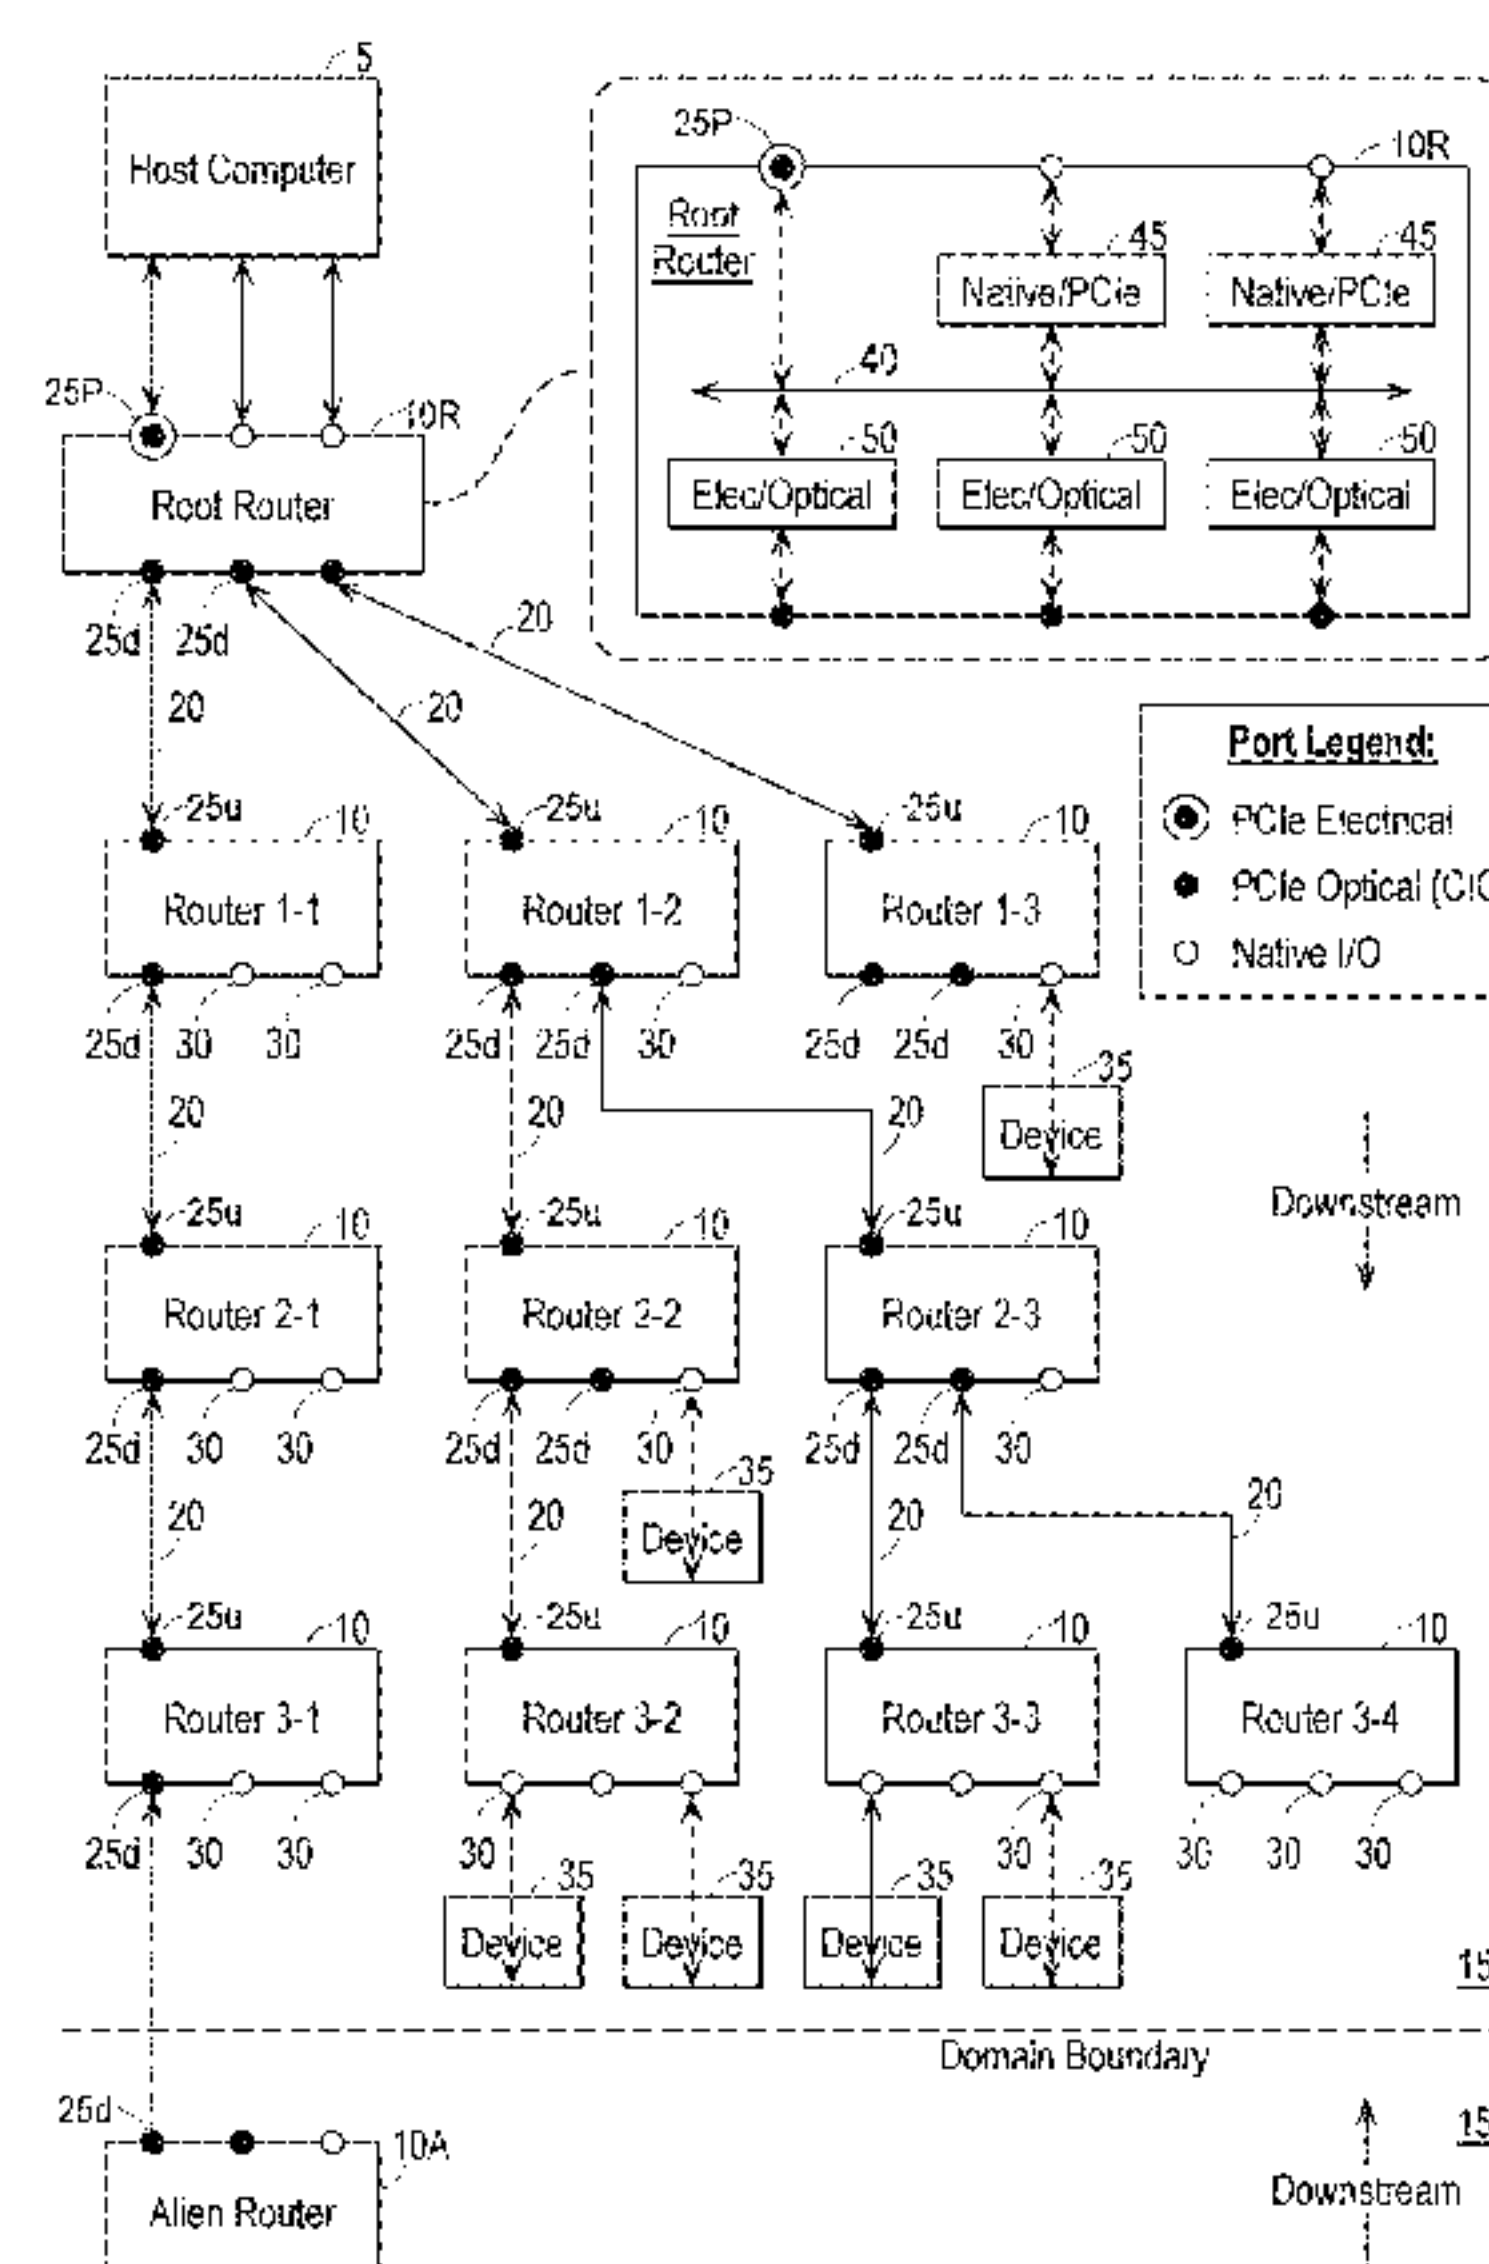 5
Host Computer
25P
10R
Root Router
25d
25d
20
20
20
25P
10R
Root
Router
45
45
Native/PCIe
Native/PCIe
40
50
50
50
Elec/Optical
Elec/Optical
Elec/Optical
Port Legend:
PCIe Electrical
PCIe Optical
Native I/O
25u
10
25u
10
25u
10
Router 1-1
Router 1-2
Router 1-3
25d
30
30
25d
25d
30
25d
25d
30
35
Device
20
20
20
Downstream
25u
10
25u
10
25u
10
Router 2-1
Router 2-2
Router 2-3
25d
30
30
25d
25d
30
25d
25d
30
35
Device
20
20
20
20
25u
10
25u
10
25u
10
25u
10
Router 3-1
Router 3-2
Router 3-3
Router 3-4
25d
30
30
30
30
30
30
30
35
35
35
35
Device
Device
Device
Device
15
Domain Boundary
25d
10A
15
Alien Router
Downstream